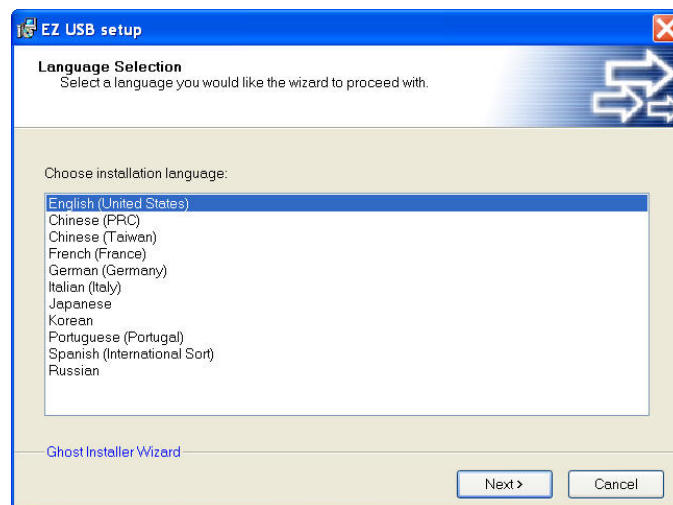 EZ USB setup
Language Selection
Select a language you would like the wizard to proceed with.
Choose installation language:
English (United States)
Chinese (PRC)
Chinese (Taiwan)
French (France)
German (Germany)
Italian (Italy)
Japanese
Korean
Portuguese (Portugal)
Spanish (International Sort)
Russian
Ghost Installer Wizard
Next >
Cancel